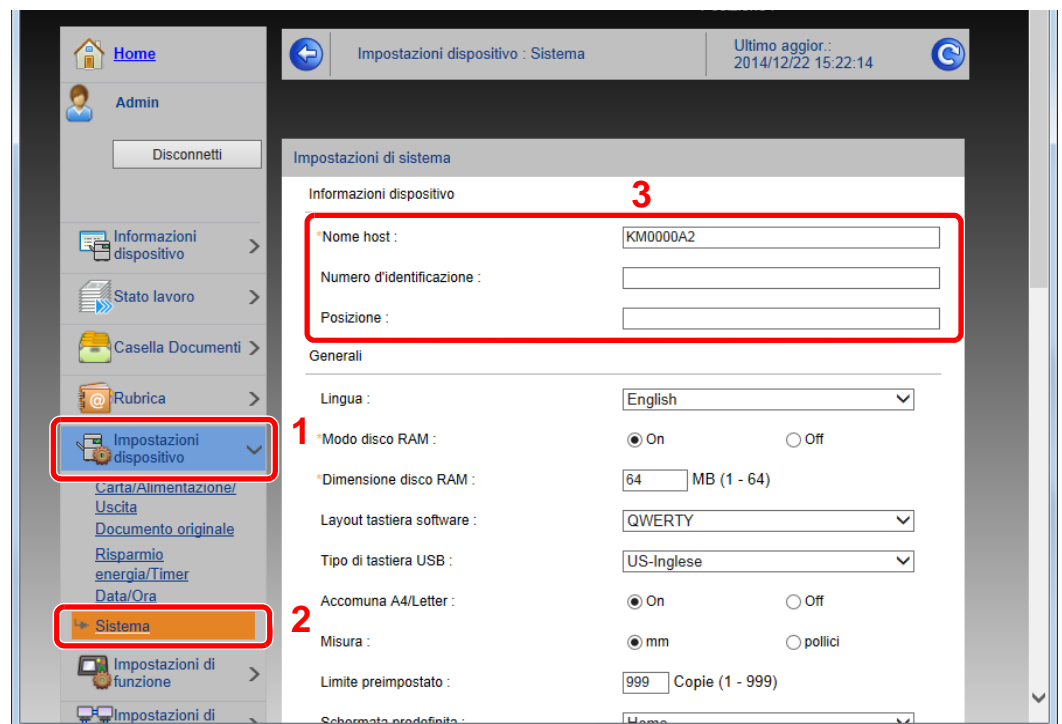 Home
Admin
Disconnetti
Informazioni
dispositivo
Stato lavoro
Casella Documenti
Rubrica
Impostazioni
dispositivo
1
Carta/Alimentazione/
Uscita
Documento originale
Risparmio
energia/Timer
Data/Ora
Sistema
2
Impostazioni di
funzione
Impostazioni di
Impostazioni dispositivo : Sistema
Ultimo aggior.:
2014/12/22 15:22:14
Impostazioni di sistema
Informazioni dispositivo
3
*Nome host : KM0000A2
Numero d'identificazione :
Posizione :
Generali
Lingua : English
*Modo disco RAM : On Off
*Dimensione disco RAM : 64 MB (1 - 64)
Layout tastiera software : QWERTY
Tipo di tastiera USB : US-Inglese
Accomuna A4/Letter : On Off
Misura : mm pollici
Limite preimpostato : 999 Copie (1 - 999)
Schermata predefinita : Home